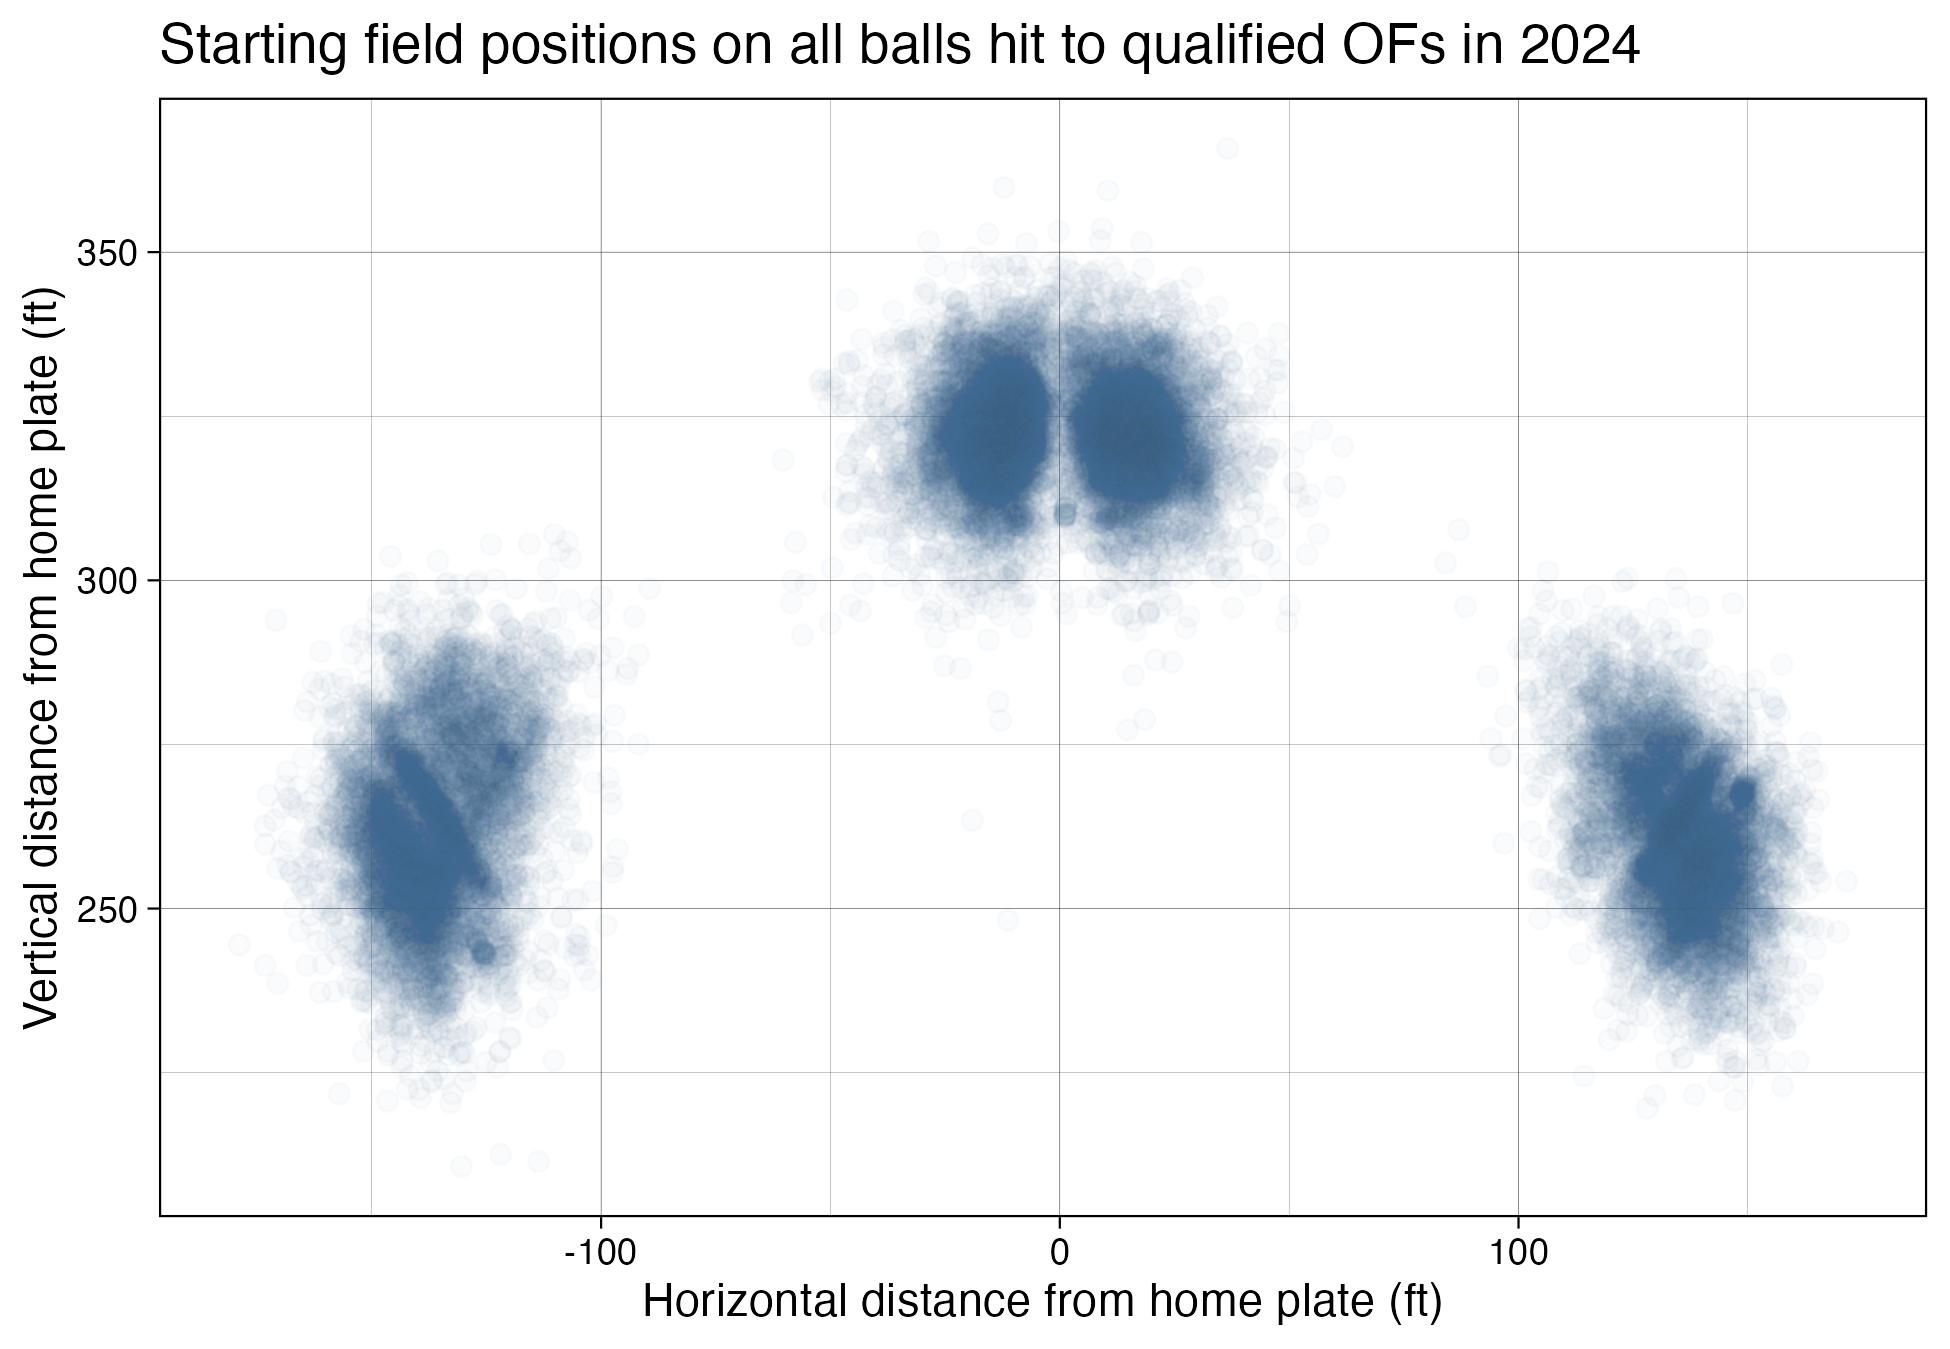 Starting field positions on all balls hit to qualified OFs in 2024
Vertical distance from home plate (ft)
350
300
250
-100
0
100
Horizontal distance from home plate (ft)